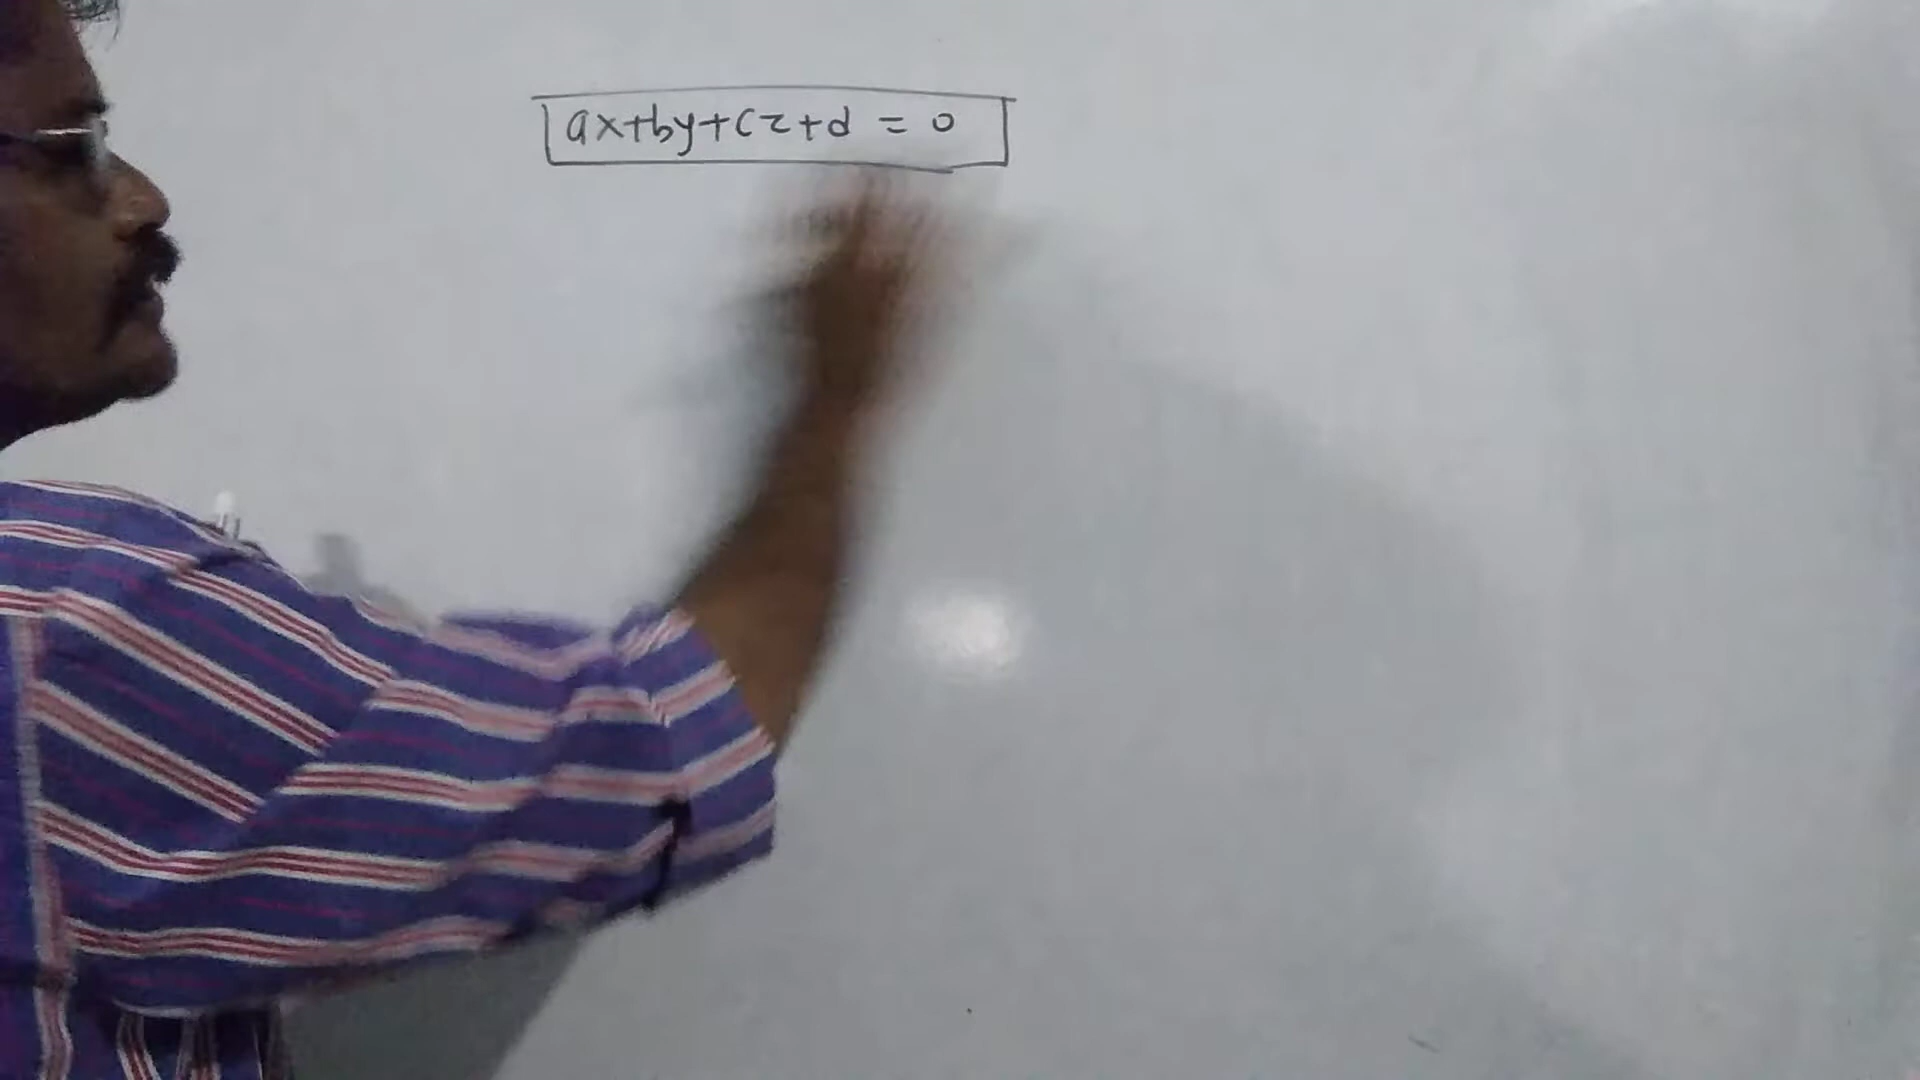 ax+by+cz+d = 0